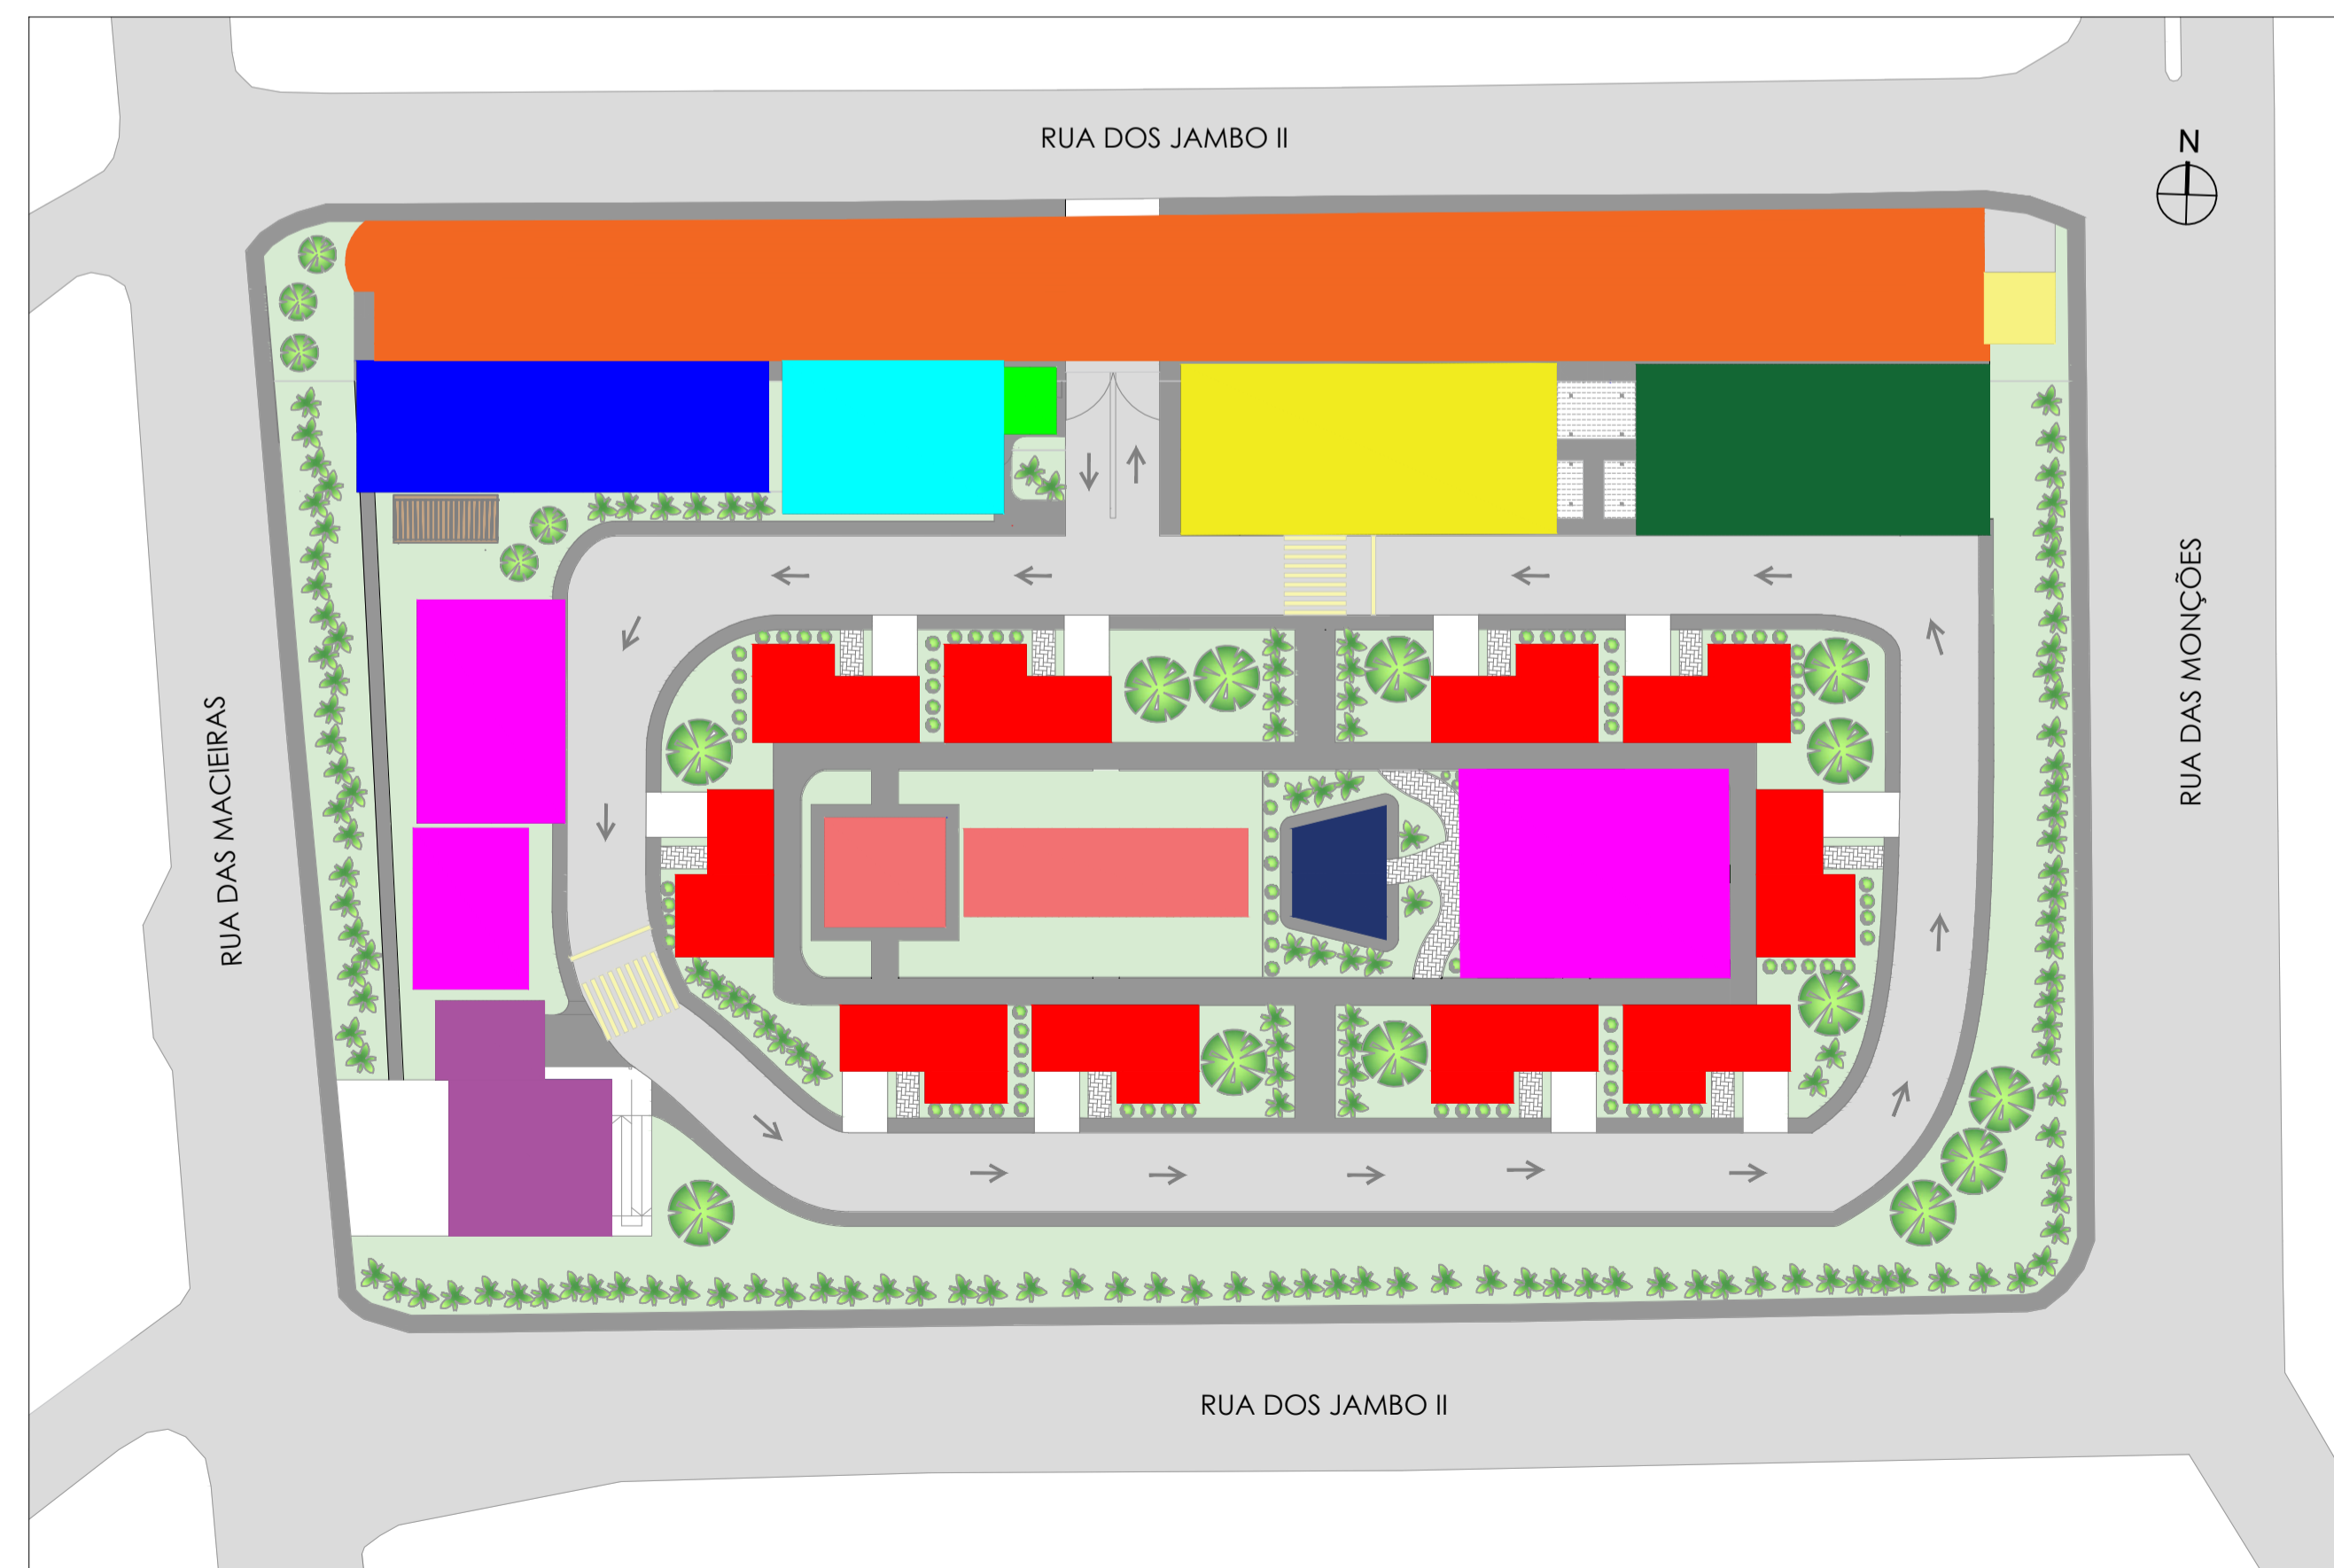 RUA DOS JAMBO II
N
RUA DAS MONÇÕES
RUA DAS MACIEIRAS
RUA DOS JAMBO II